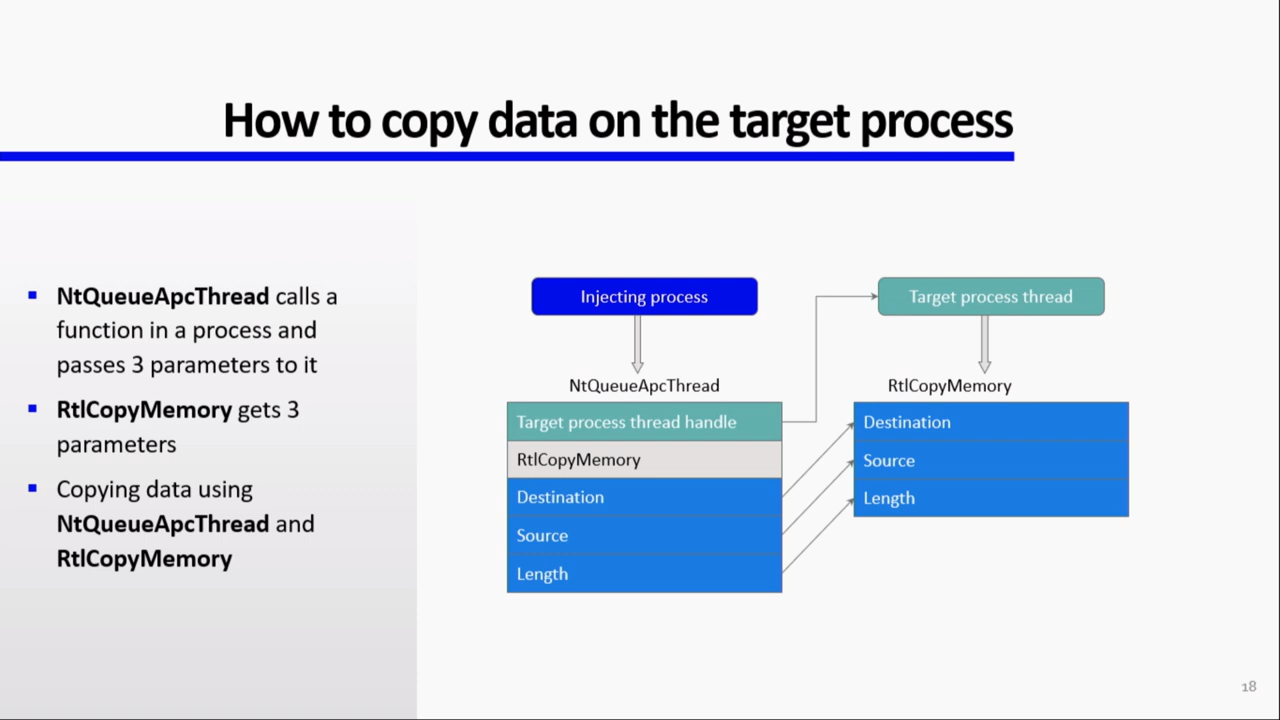 How to copy data on the target process
▪ NtQueueApcThread calls a
function in a process and
passes 3 parameters to it
▪ RtlCopyMemory gets 3
parameters
▪ Copying data using
NtQueueApcThread and
RtlCopyMemory
Injecting process
NtQueueApcThread
Target process thread handle
RtlCopyMemory
Destination
Source
Length
Target process thread
RtlCopyMemory
Destination
Source
Length
18